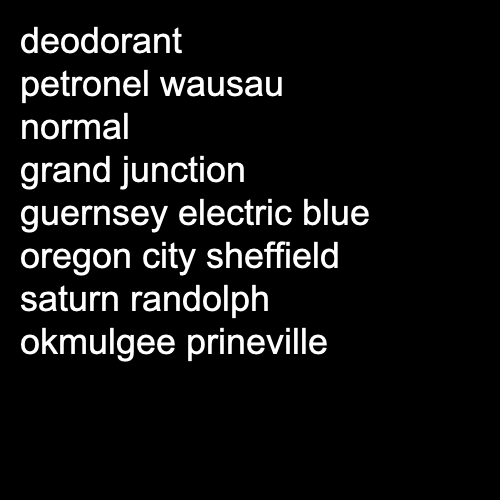 deodorant
petronel wausau
normal
grand junction
guernsey electric blue
oregon city sheffield
saturn randolph
okmulgee prineville